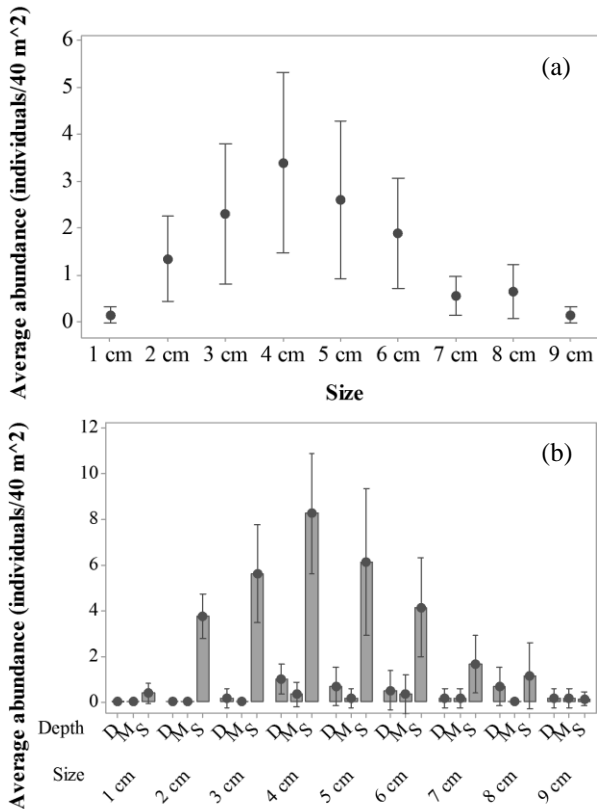 Average abundance (individuals/40 m^2)
(a)
6
5
4
3
2
1
0
1 cm 2 cm 3 cm 4 cm 5 cm 6 cm 7 cm 8 cm 9 cm
Size
Average abundance (individuals/40 m^2)
(b)
12
10
8
6
4
2
0
Depth D M S D M S D M S D M S D M S D M S D M S D M S D M S
Size 1 cm 2 cm 3 cm 4 cm 5 cm 6 cm 7 cm 8 cm 9 cm